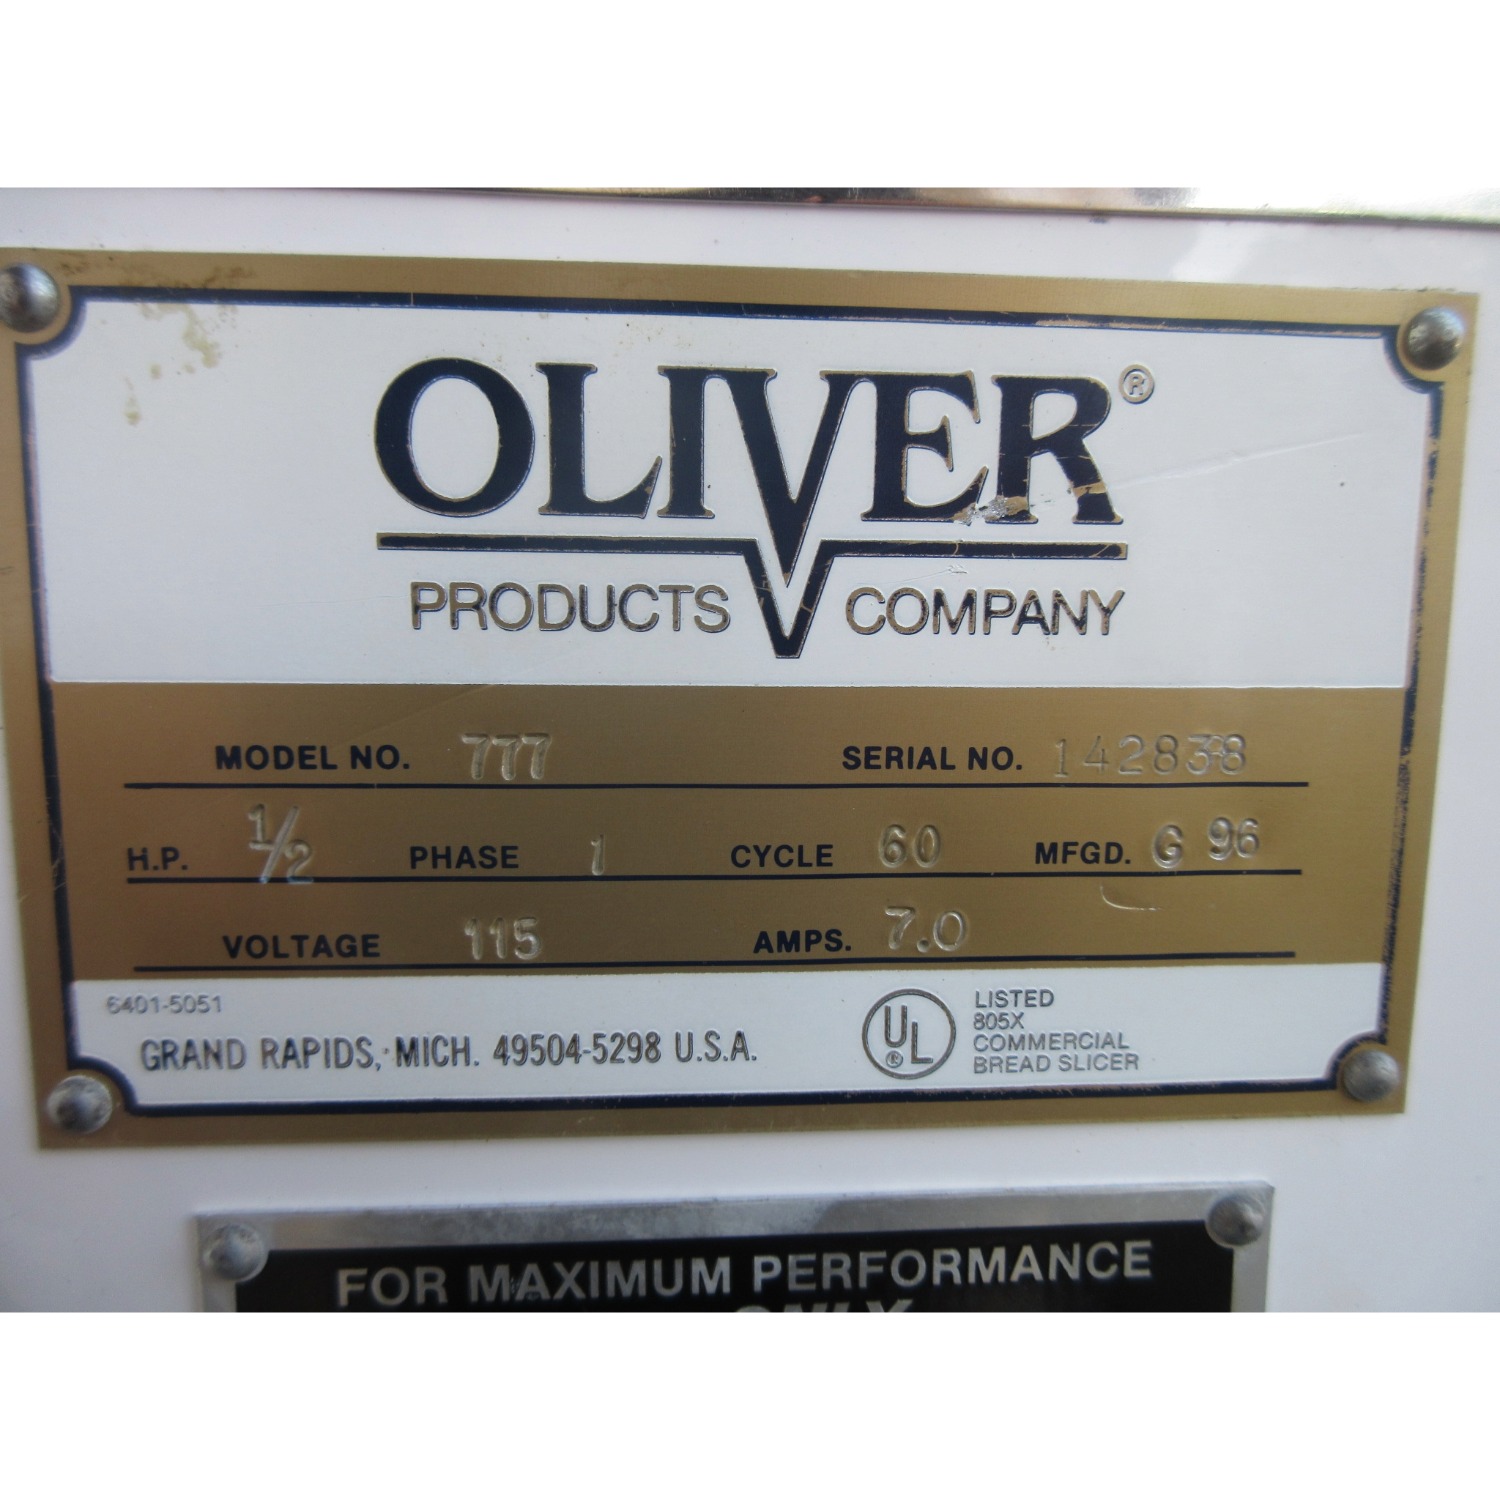 OLIVER®
PRODUCTS COMPANY
MODEL NO. 777 SERIAL NO. 142838
H.P. 1/2 PHASE 1 CYCLE 60 MFGD. G 96
VOLTAGE 115 AMPS. 7.0
6401-5051
GRAND RAPIDS, MICH. 49504-5298 U.S.A.
UL®
LISTED
805X
COMMERCIAL
BREAD SLICER
FOR MAXIMUM PERFORMANCE
ONLY